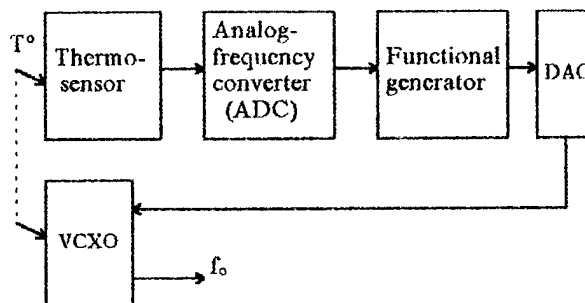 T°
Thermo-
sensor
Analog-
frequency
converter
(ADC)
Functional
generator
DAC
VCXO
f₀